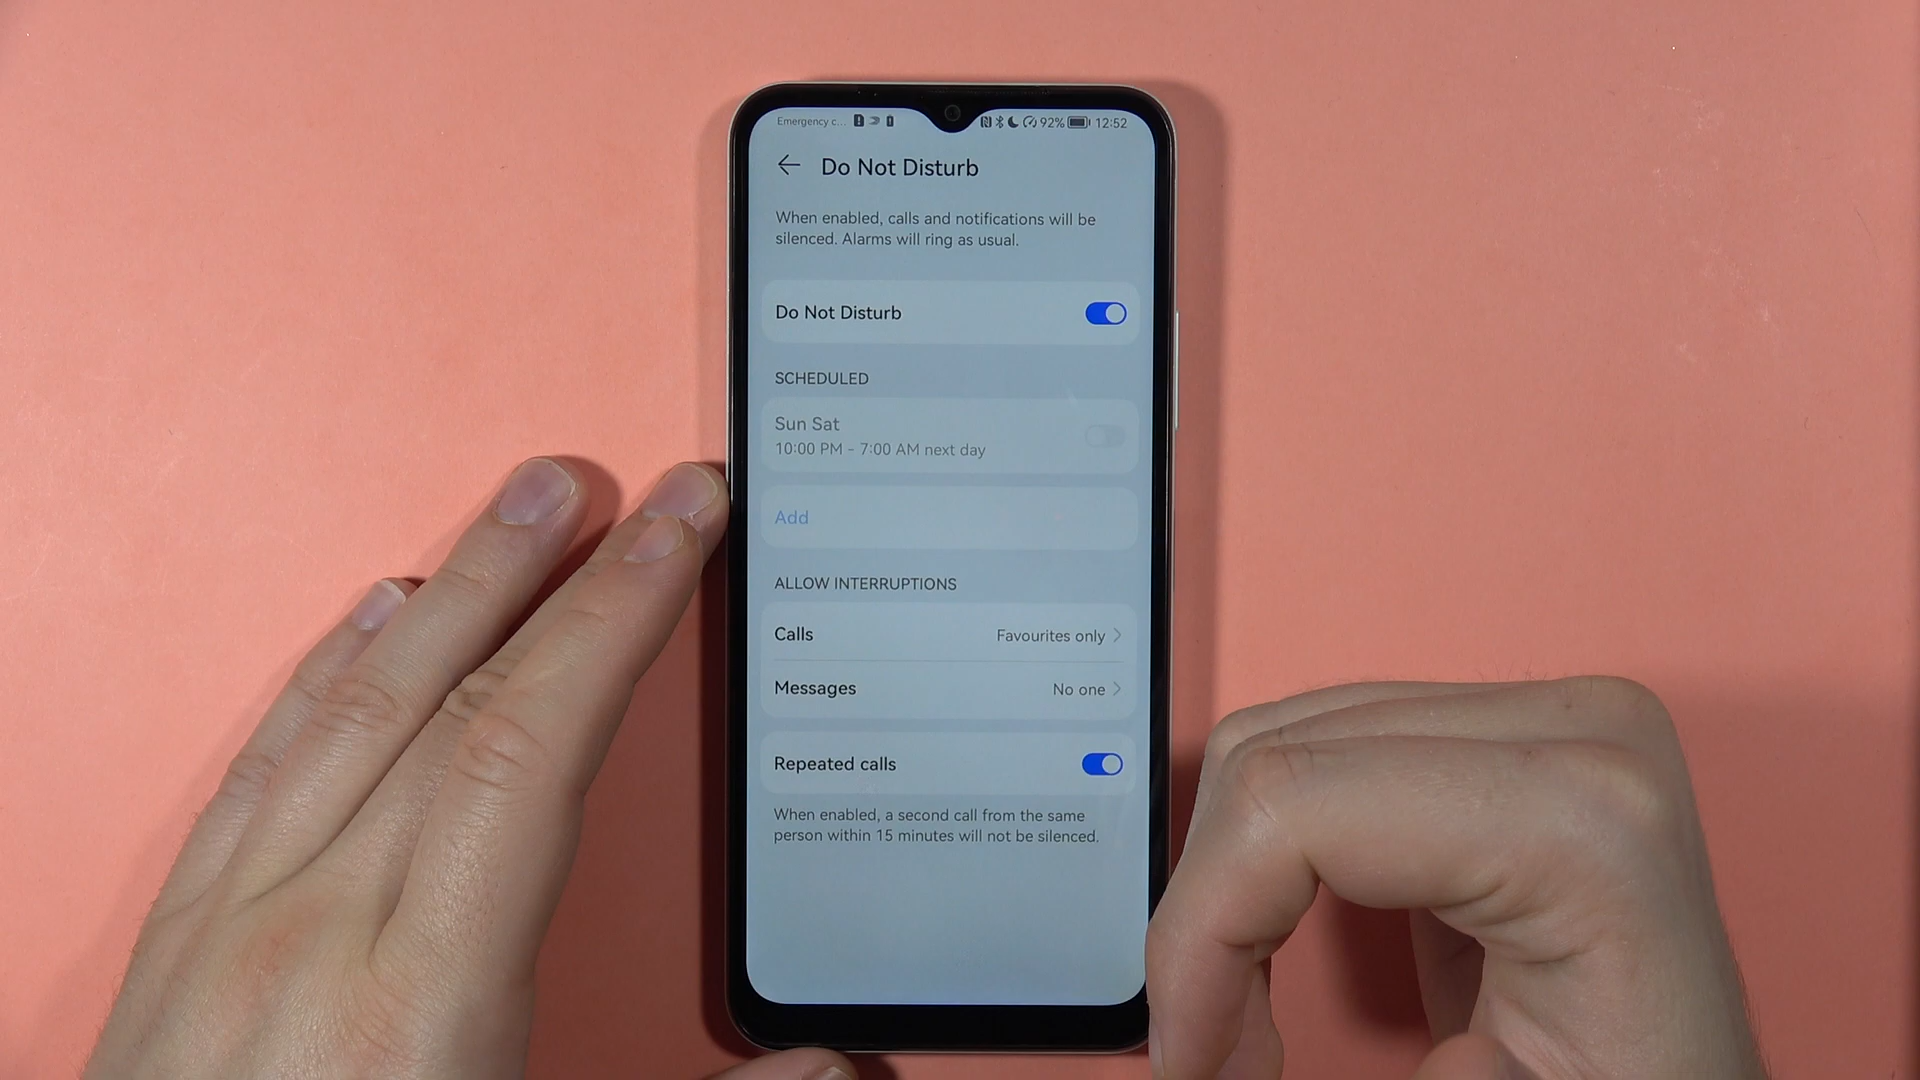 Emergency c... 92% 12:52
Do Not Disturb
When enabled, calls and notifications will be
silenced. Alarms will ring as usual.
Do Not Disturb
SCHEDULED
Sun Sat
10:00 PM - 7:00 AM next day
Add
ALLOW INTERRUPTIONS
Calls Favourites only
Messages No one
Repeated calls
When enabled, a second call from the same
person within 15 minutes will not be silenced.